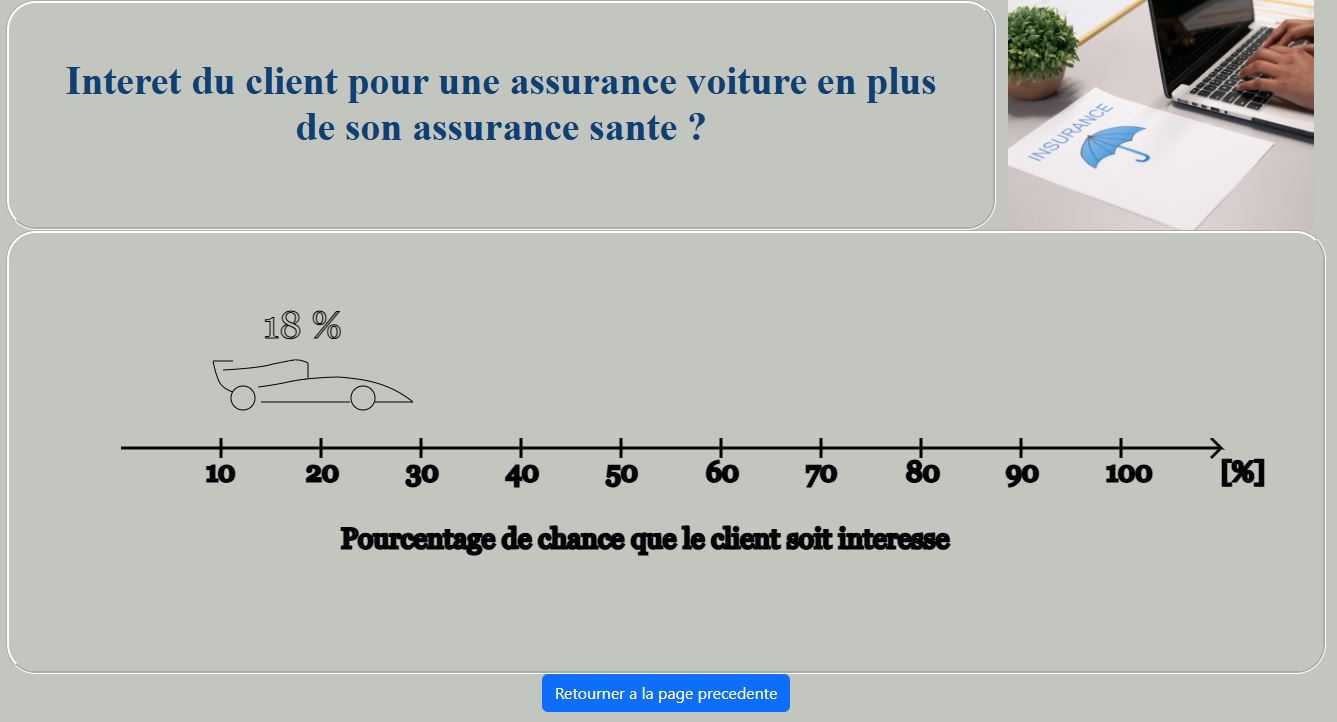 Interet du client pour une assurance voiture en plus
de son assurance sante ?
INSURANCE
18 %
10 20 30 40 50 60 70 80 90 100 [%]
Pourcentage de chance que le client soit interesse
Retourner a la page precedente